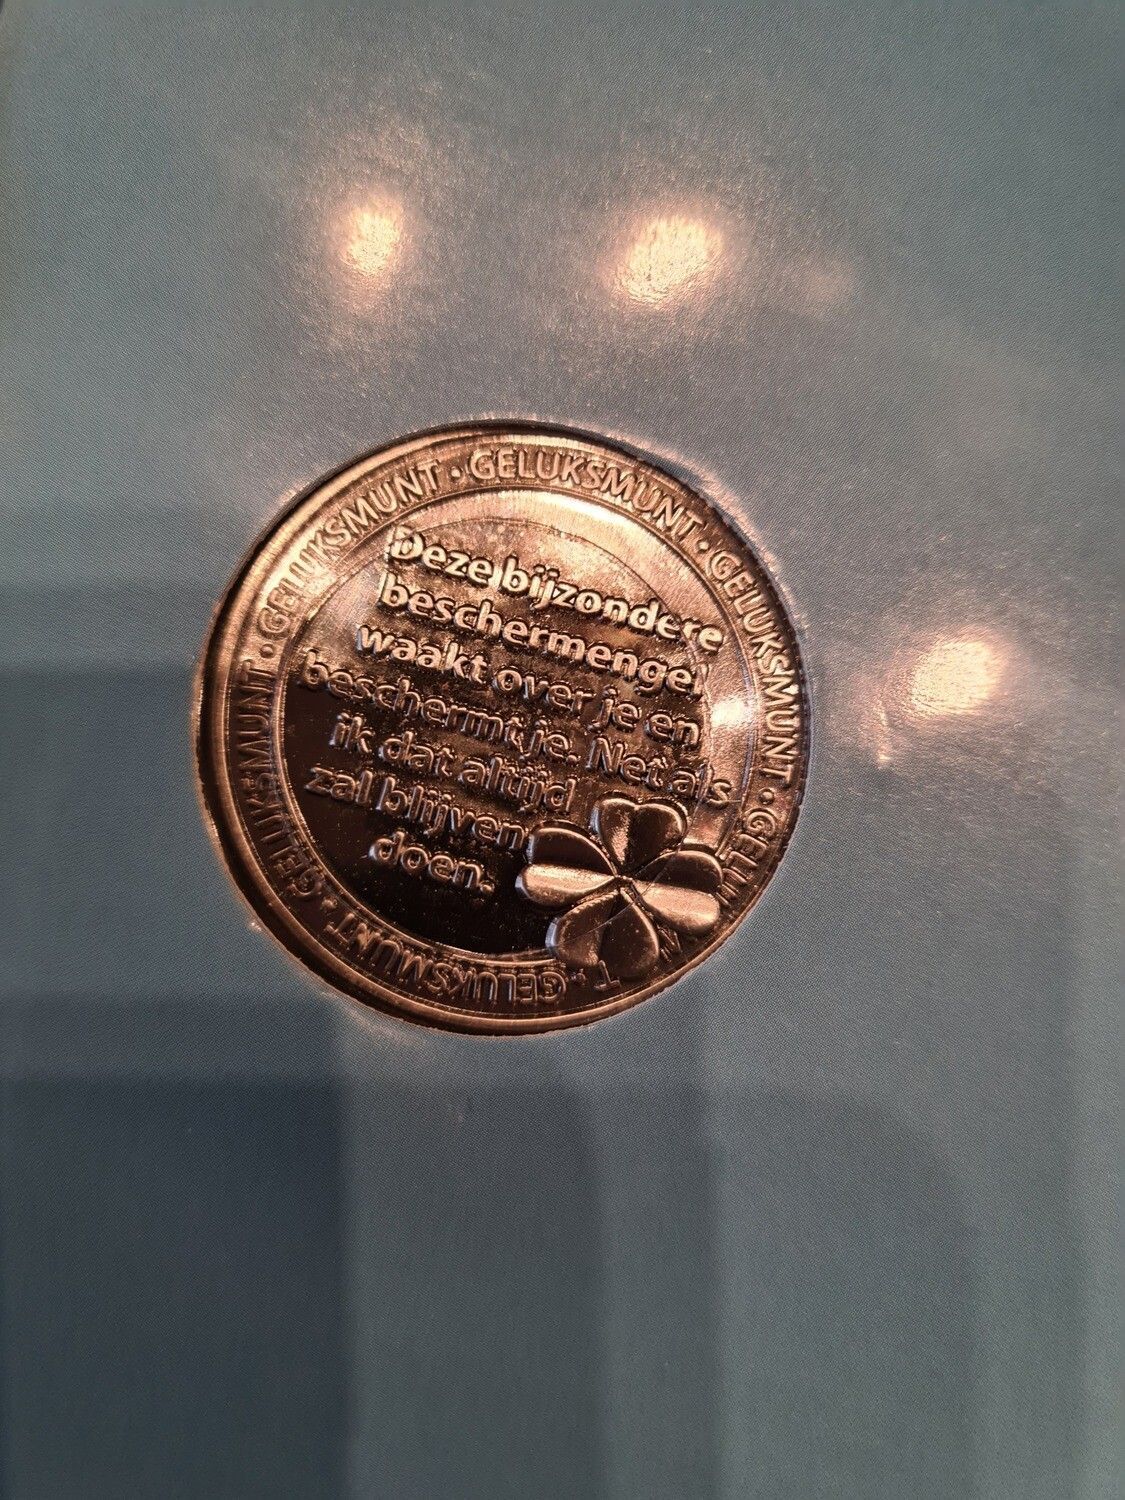 GELUKSMUNT · GELUKSMUNT · GELUKSMUNT · GELU
T · GELUKSMUNT · GELUKSMUNT ·
Deze bijzondere
beschermengel
waakt over je en
beschermt je. Net als
ik dat altijd
zal blijven
doen.